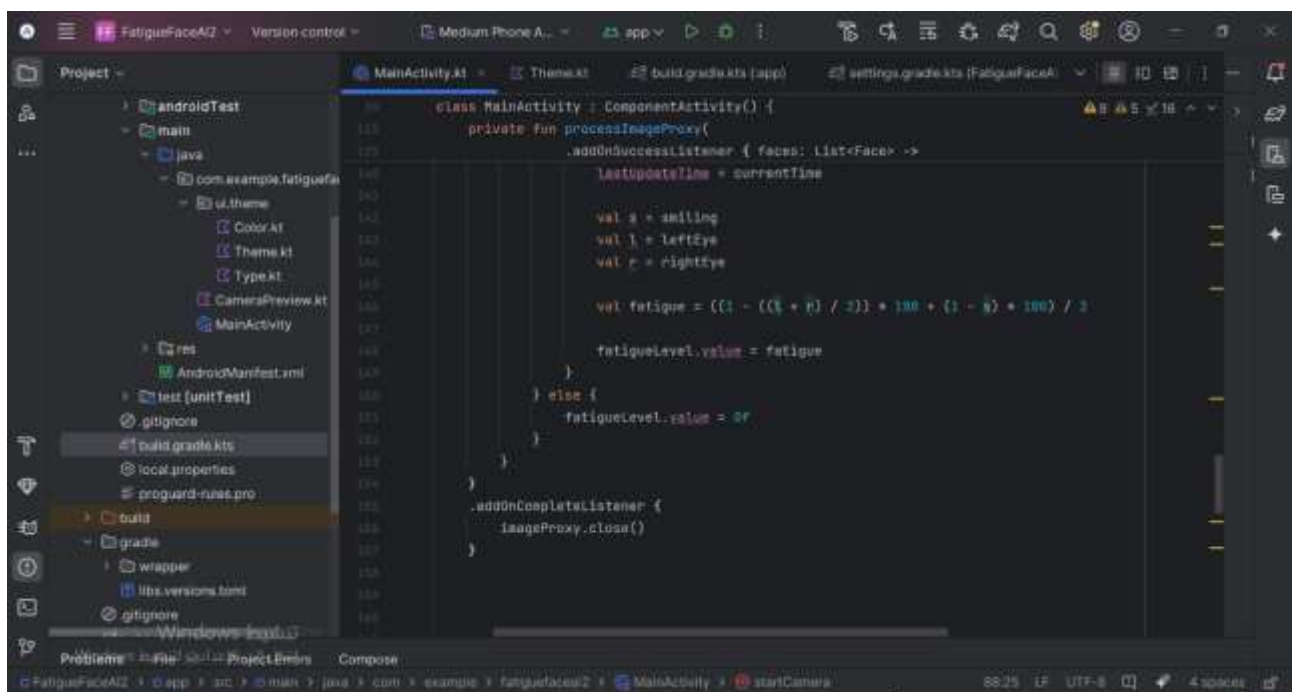 FatigueFaceAI2
Version control
Medium Phone A...
app
Project
MainActivity.kt
Theme.kt
build.gradle.kts (app)
settings.gradle.kts (FatigueFaceA
androidTest
main
java
com.example.fatiguefa
ui.theme
Color.kt
Theme.kt
Type.kt
CameraPreview.kt
MainActivity
res
AndroidManifest.xml
test [unitTest]
.gitignore
build.gradle.kts
local.properties
proguard-rules.pro
build
gradle
wrapper
libs.versions.toml
.gitignore
class MainActivity : ComponentActivity() {
private fun processImageProxy(
.addOnSuccessListener { faces: List<Face> ->
lastUpdateTime = currentTime
val s = smiling
val l = leftEye
val r = rightEye
val fatigue = ((1 - ((l + r) / 2)) * 100 + (1 - s) * 100) / 2
fatigueLevel.value = fatigue
}
} else {
fatigueLevel.value = 0f
}
}
}
.addOnCompleteListener {
imageProxy.close()
}
Windows
Problems
File
Project Errors
Compose
FatigueFaceAI2 > app > src > main > java > com > example > fatiguefaceai2 > MainActivity > startCamera
88:25 LF UTF-8 4 spaces